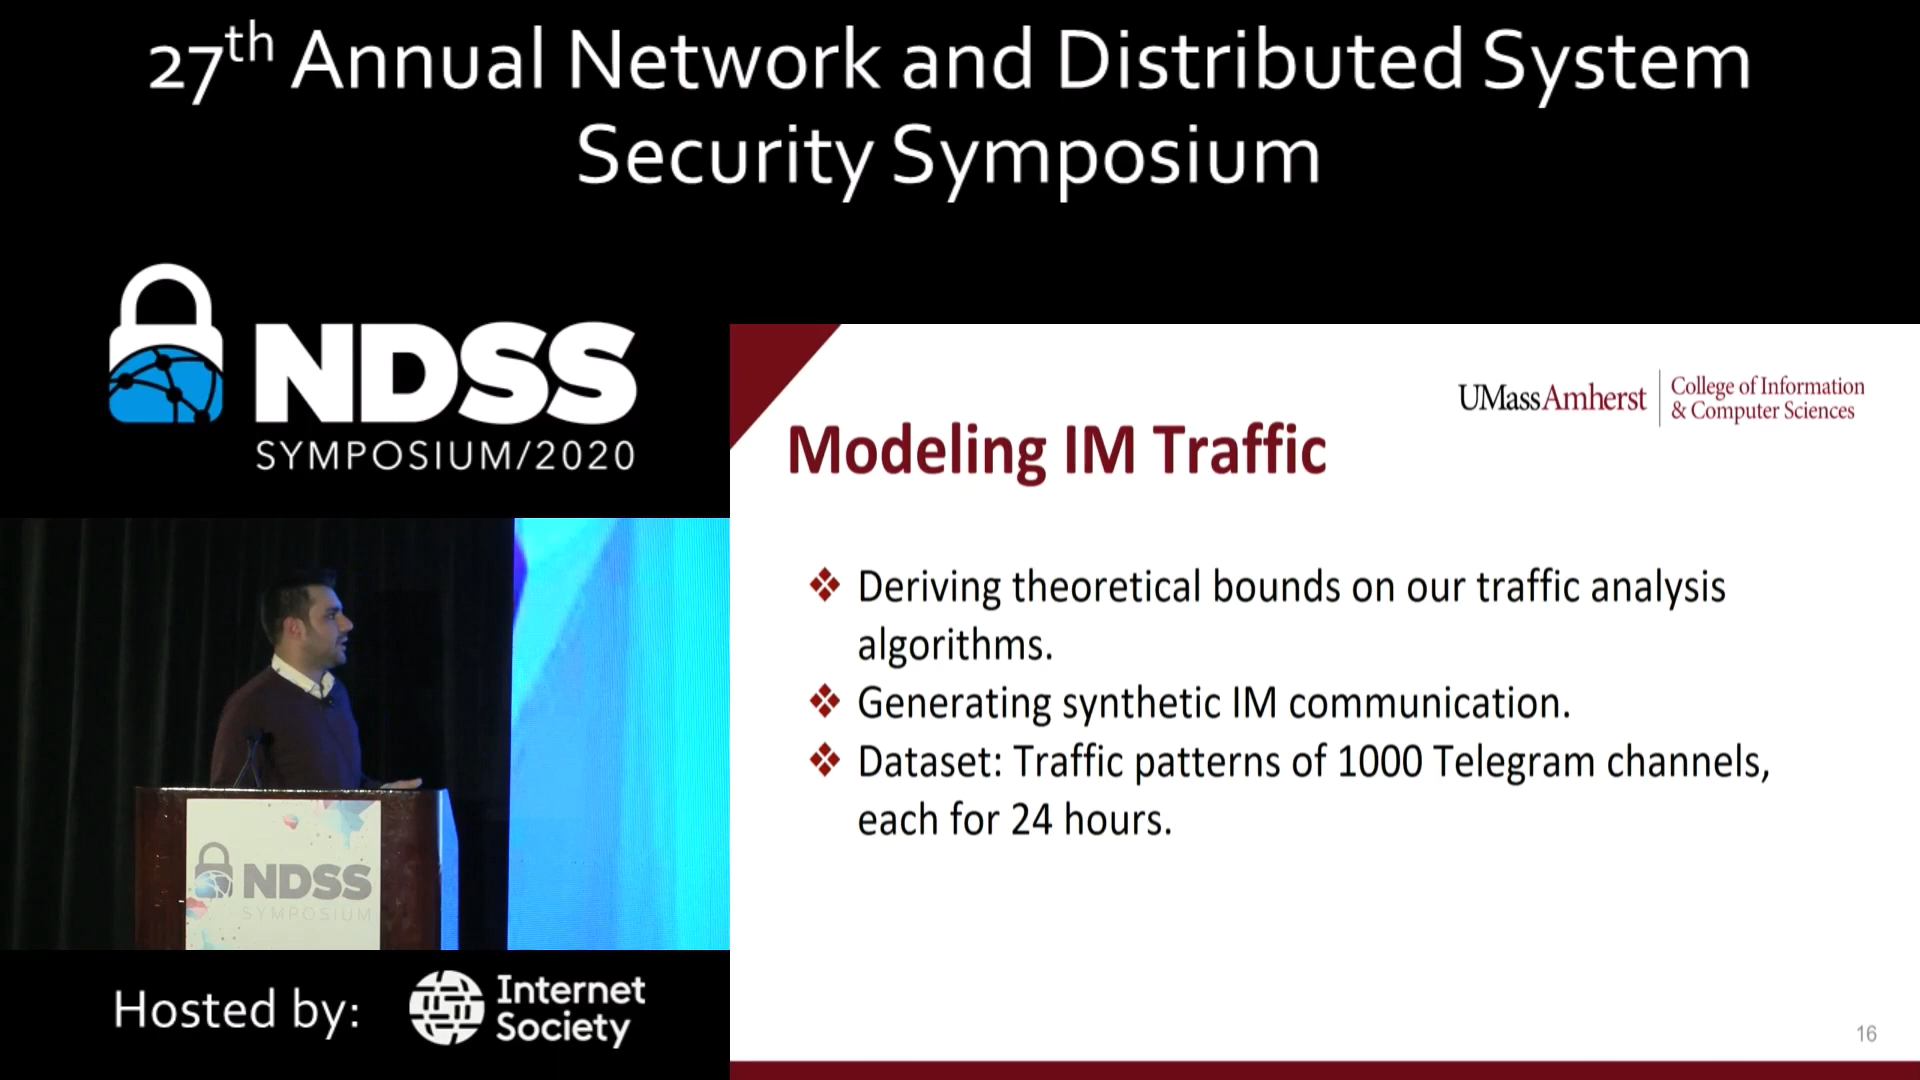 27th Annual Network and Distributed System
Security Symposium
NDSS
SYMPOSIUM/2020
UMassAmherst
College of Information
& Computer Sciences
Modeling IM Traffic
Deriving theoretical bounds on our traffic analysis
algorithms.
Generating synthetic IM communication.
Dataset: Traffic patterns of 1000 Telegram channels,
each for 24 hours.
NDSS
SYMPOSIUM
Hosted by:
Internet
Society
16